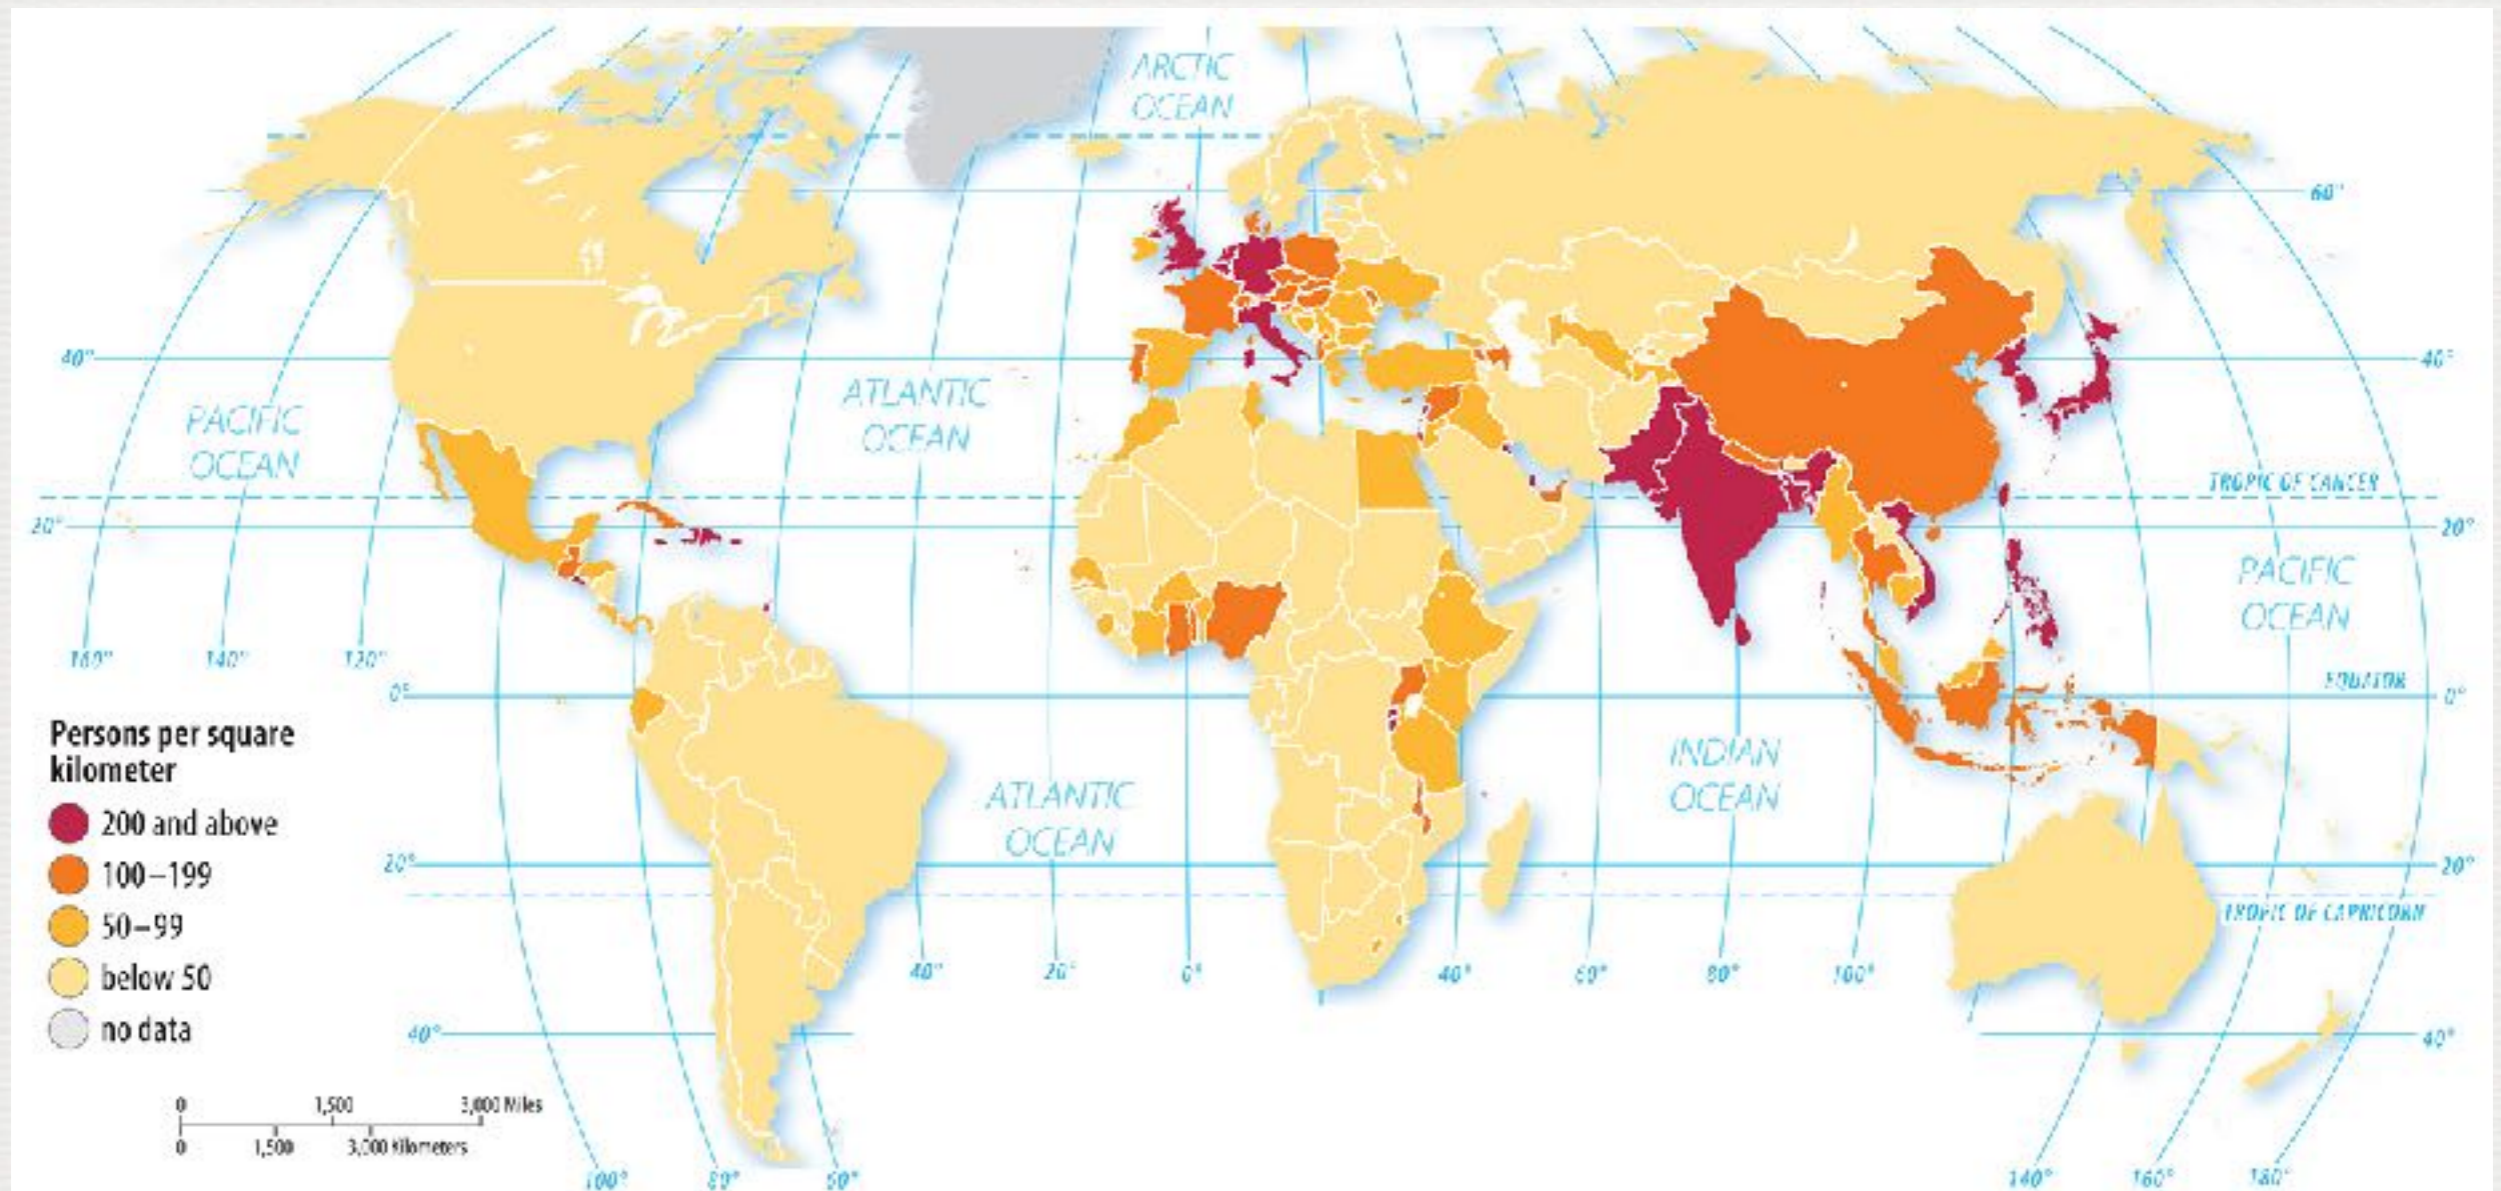 ARCTIC
OCEAN
60°
40°
40°
ATLANTIC
OCEAN
PACIFIC
OCEAN
TROPIC OF CANCER
20°
20°
PACIFIC
OCEAN
160°
140°
120°
EQUATOR
0°
0°
Persons per square
kilometer
200 and above
100–199
50–99
below 50
no data
INDIAN
OCEAN
ATLANTIC
OCEAN
20°
20°
TROPIC OF CAPRICORN
40°
20°
0°
40°
60°
80°
100°
40°
40°
0
1,500
3,000 Miles
0
1,500
3,000 Kilometers
100°
80°
60°
140°
160°
180°